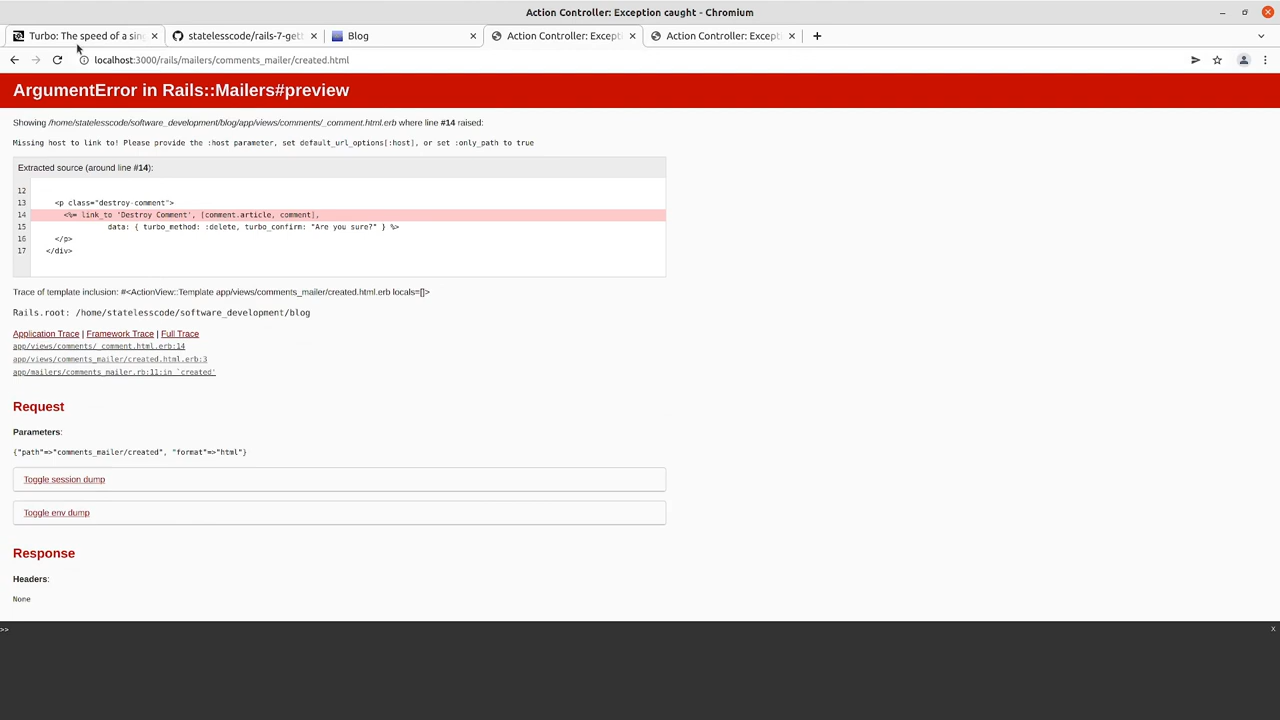 Action Controller: Exception caught - Chromium
Turbo: The speed of a sing
statelesscode/rails-7-gett
Blog
Action Controller: Excepti
Action Controller: Excepti
localhost:3000/rails/mailers/comments_mailer/created.html
ArgumentError in Rails::Mailers#preview
Showing /home/statelesscode/software_development/blog/app/views/comments/_comment.html.erb where line #14 raised:
Missing host to link to! Please provide the :host parameter, set default_url_options[:host], or set :only_path to true
Extracted source (around line #14):
12
13 <p class="destroy-comment">
14 <%= link_to 'Destroy Comment', [comment.article, comment],
15 data: { turbo_method: :delete, turbo_confirm: "Are you sure?" } %>
16 </p>
17 </div>
Trace of template inclusion: #<ActionView::Template app/views/comments_mailer/created.html.erb locals=[]>
Rails.root: /home/statelesscode/software_development/blog
Application Trace | Framework Trace | Full Trace
app/views/comments/_comment.html.erb:14
app/views/comments_mailer/created.html.erb:3
app/mailers/comments_mailer.rb:11:in `created'
Request
Parameters:
{"path"=>"comments_mailer/created", "format"=>"html"}
Toggle session dump
Toggle env dump
Response
Headers:
None
>>
x